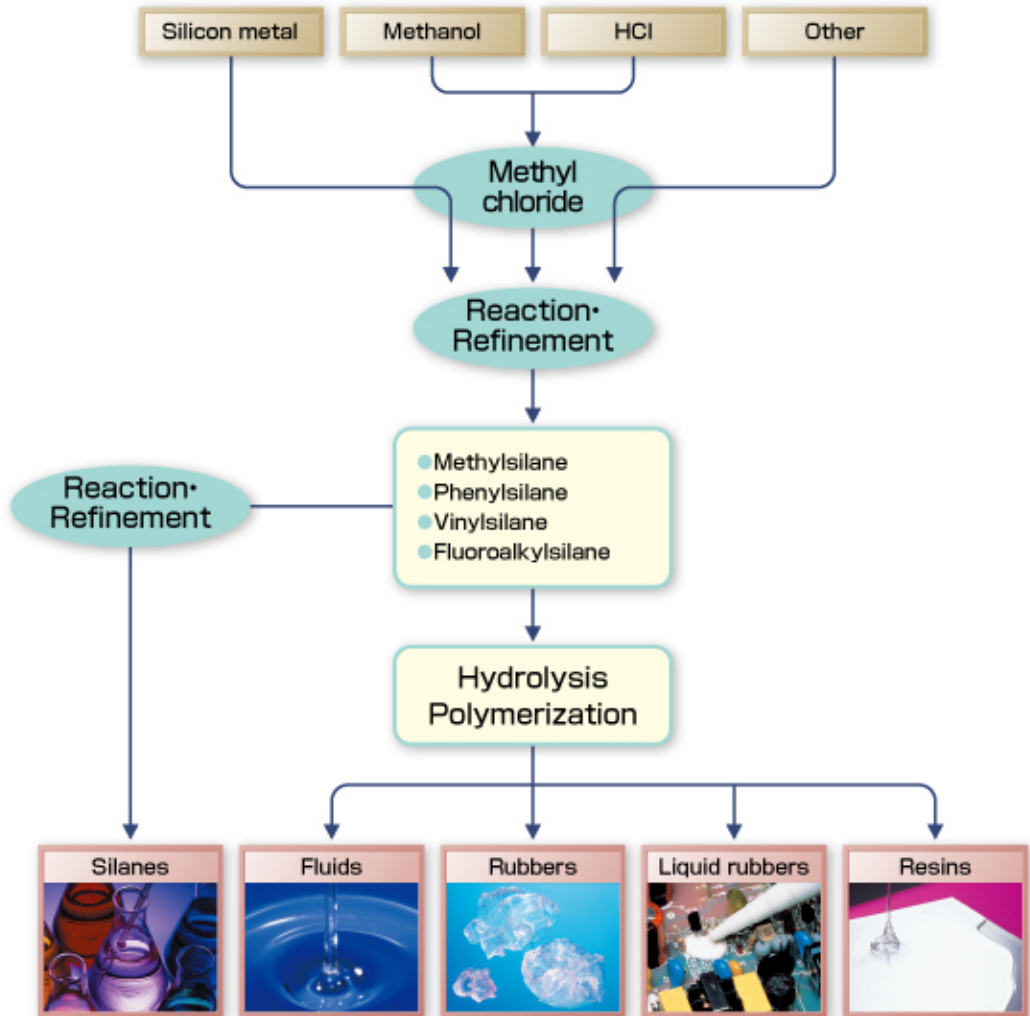 Silicon metal
Methanol
HCl
Other
Methyl
chloride
Reaction・
Refinement
●Methylsilane
●Phenylsilane
●Vinylsilane
●Fluoroalkylsilane
Reaction・
Refinement
Hydrolysis
Polymerization
Silanes
Fluids
Rubbers
Liquid rubbers
Resins